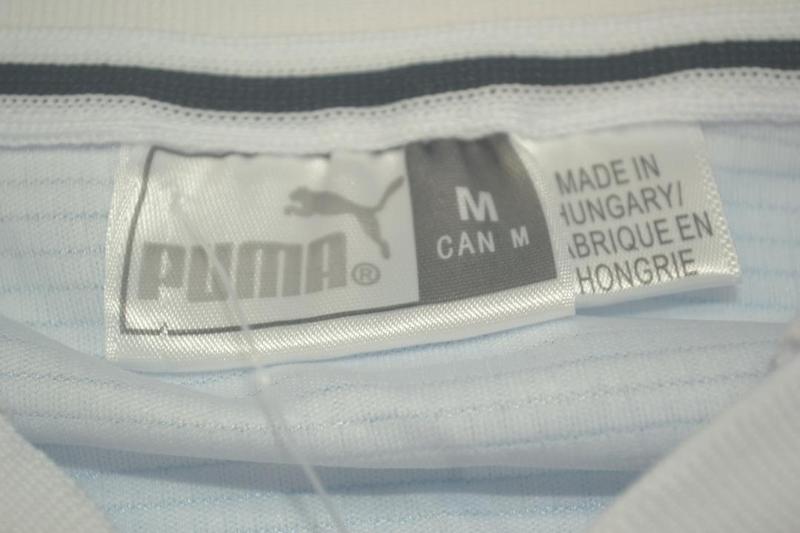 PUMA®
M
CAN M
MADE IN
HUNGARY/
ABRIQUE EN
HONGRIE